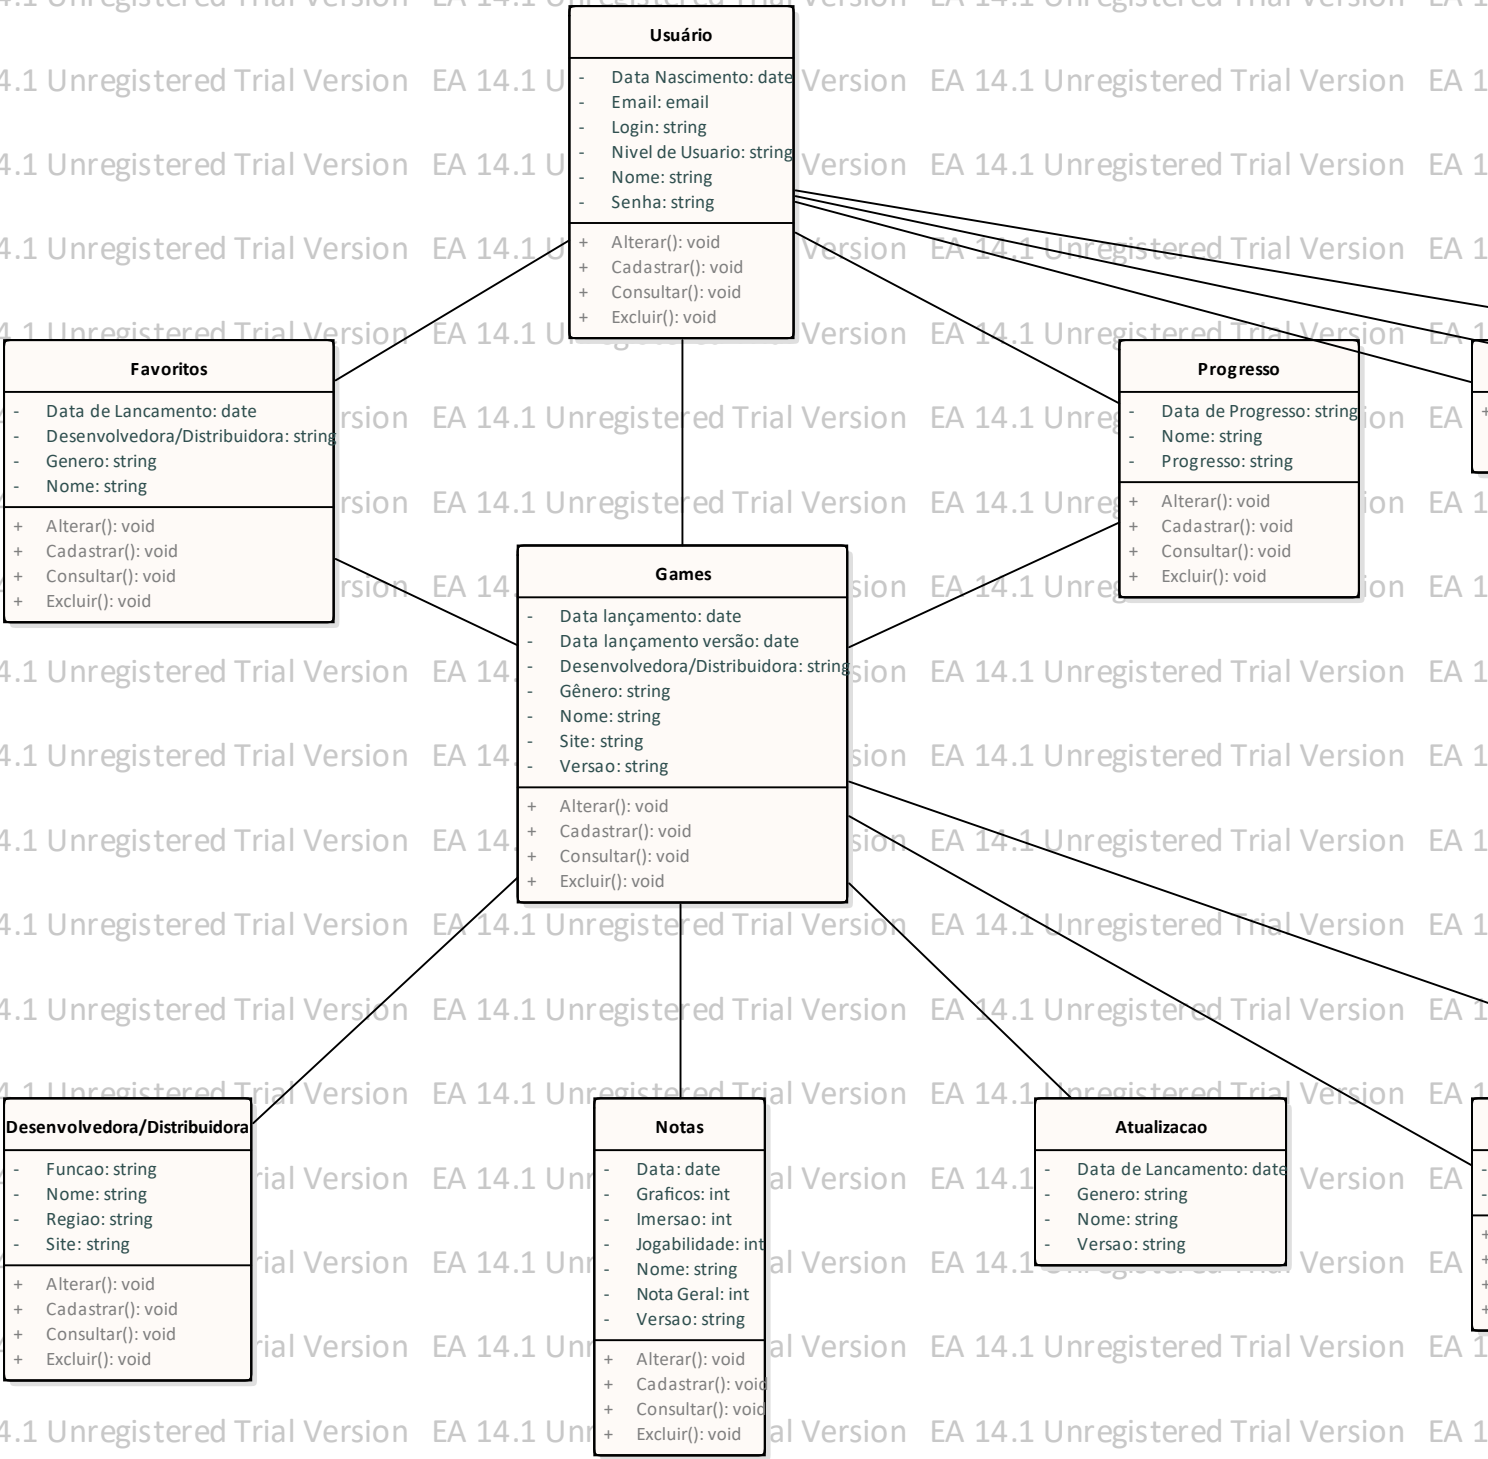 Usuário
- Data Nascimento: date
- Email: email
- Login: string
- Nivel de Usuario: string
- Nome: string
- Senha: string
+ Alterar(): void
+ Cadastrar(): void
+ Consultar(): void
+ Excluir(): void
Favoritos
- Data de Lancamento: date
- Desenvolvedora/Distribuidora: string
- Genero: string
- Nome: string
+ Alterar(): void
+ Cadastrar(): void
+ Consultar(): void
+ Excluir(): void
Progresso
- Data de Progresso: string
- Nome: string
- Progresso: string
+ Alterar(): void
+ Cadastrar(): void
+ Consultar(): void
+ Excluir(): void
Games
- Data lançamento: date
- Data lançamento versão: date
- Desenvolvedora/Distribuidora: string
- Gênero: string
- Nome: string
- Site: string
- Versao: string
+ Alterar(): void
+ Cadastrar(): void
+ Consultar(): void
+ Excluir(): void
Desenvolvedora/Distribuidora
- Funcao: string
- Nome: string
- Regiao: string
- Site: string
+ Alterar(): void
+ Cadastrar(): void
+ Consultar(): void
+ Excluir(): void
Notas
- Data: date
- Graficos: int
- Imersao: int
- Jogabilidade: int
- Nome: string
- Nota Geral: int
- Versao: string
+ Alterar(): void
+ Cadastrar(): void
+ Consultar(): void
+ Excluir(): void
Atualizacao
- Data de Lancamento: date
- Genero: string
- Nome: string
- Versao: string
EA 14.1 Unregistered Trial Version